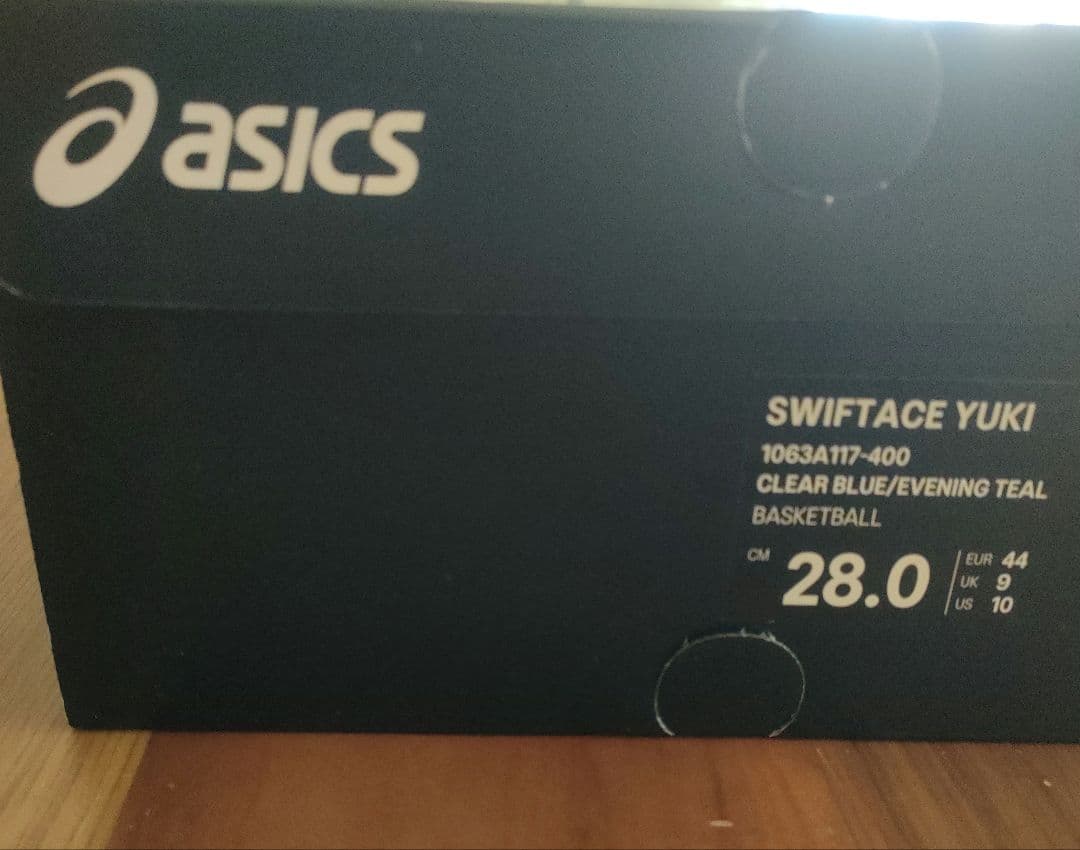 asics
SWIFTACE YUKI
1063A117-400
CLEAR BLUE/EVENING TEAL
BASKETBALL
CM 28.0
EUR 44
UK 9
US 10